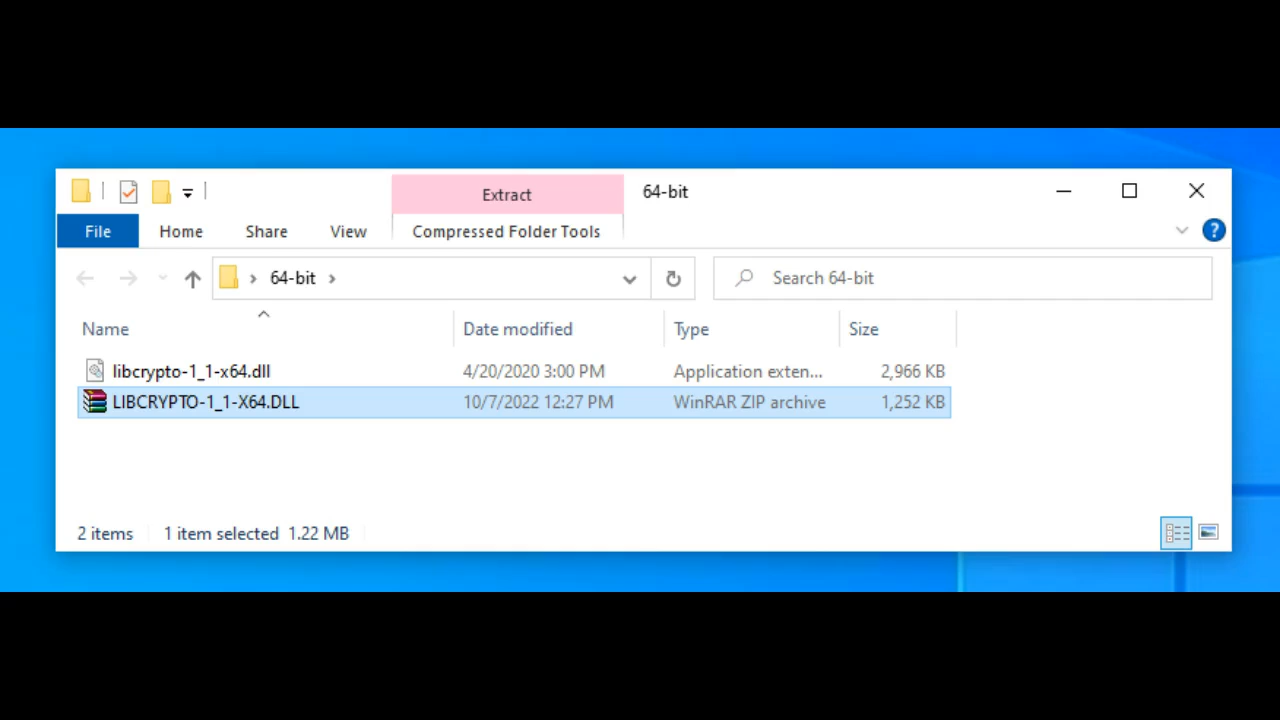 Extract 64-bit
File Home Share View Compressed Folder Tools ?
64-bit Search 64-bit
Name Date modified Type Size
libcrypto-1_1-x64.dll 4/20/2020 3:00 PM Application exten... 2,966 KB
LIBCRYPTO-1_1-X64.DLL 10/7/2022 12:27 PM WinRAR ZIP archive 1,252 KB
2 items 1 item selected 1.22 MB